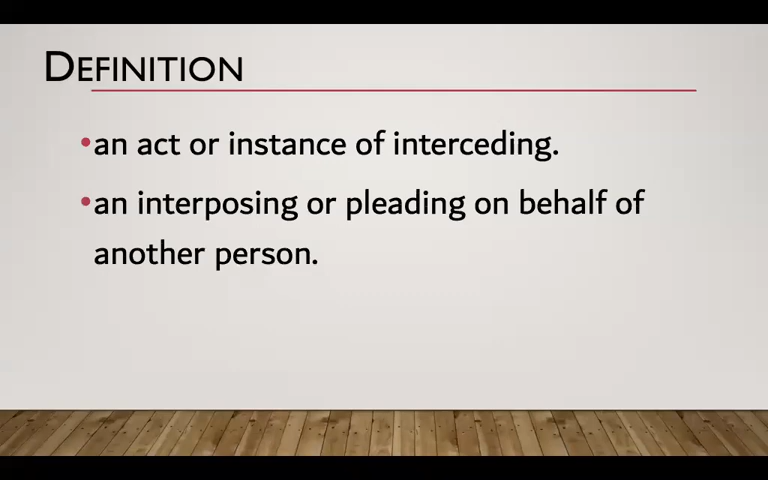 DEFINITION
•an act or instance of interceding.
•an interposing or pleading on behalf of
another person.